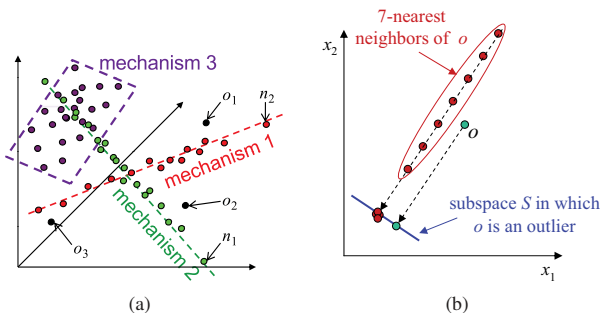 mechanism 3
o1
n2
mechanism 1
o2
o3
mechanism 2
n1
(a)
7-nearest
neighbors of o
x2
o
subspace S in which
o is an outlier
x1
(b)